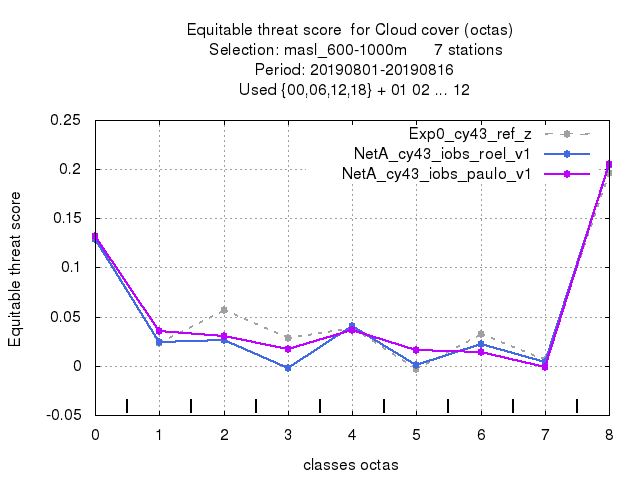 Equitable threat score  for Cloud cover (octas)
Selection: masl_600-1000m      7 stations
Period: 20190801-20190816
Used {00,06,12,18} + 01 02 ... 12
0.25
Exp0_cy43_ref_z
NetA_cy43_iobs_roel_v1
NetA_cy43_iobs_paulo_v1
0.2
0.15
0.1
0.05
0
-0.05
Equitable threat score
0 1 2 3 4 5 6 7 8
classes octas